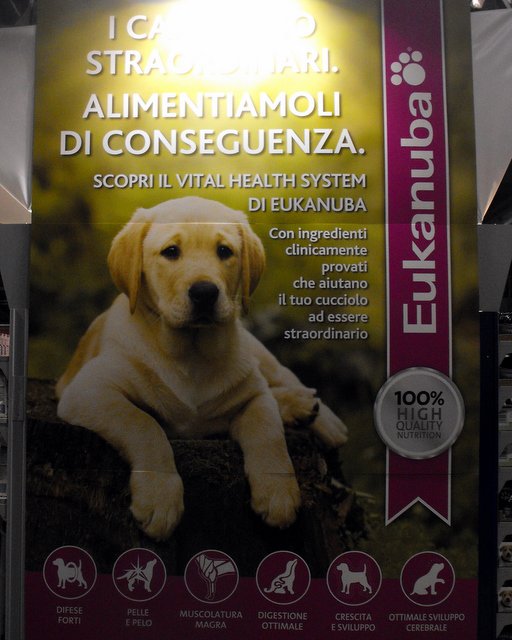 I CA O
STRAORDINARI.
ALIMENTIAMOLI
DI CONSEGUENZA.
SCOPRI IL VITAL HEALTH SYSTEM
DI EUKANUBA
Con ingredienti
clinicamente
provati
che aiutano
il tuo cucciolo
ad essere
straordinario
Eukanuba
100%
HIGH
QUALITY
NUTRITION
DIFESE
FORTI
PELLE
E PELO
MUSCOLATURA
MAGRA
DIGESTIONE
OTTIMALE
CRESCITA
E SVILUPPO
OTTIMALE SVILUPPO
CEREBRALE